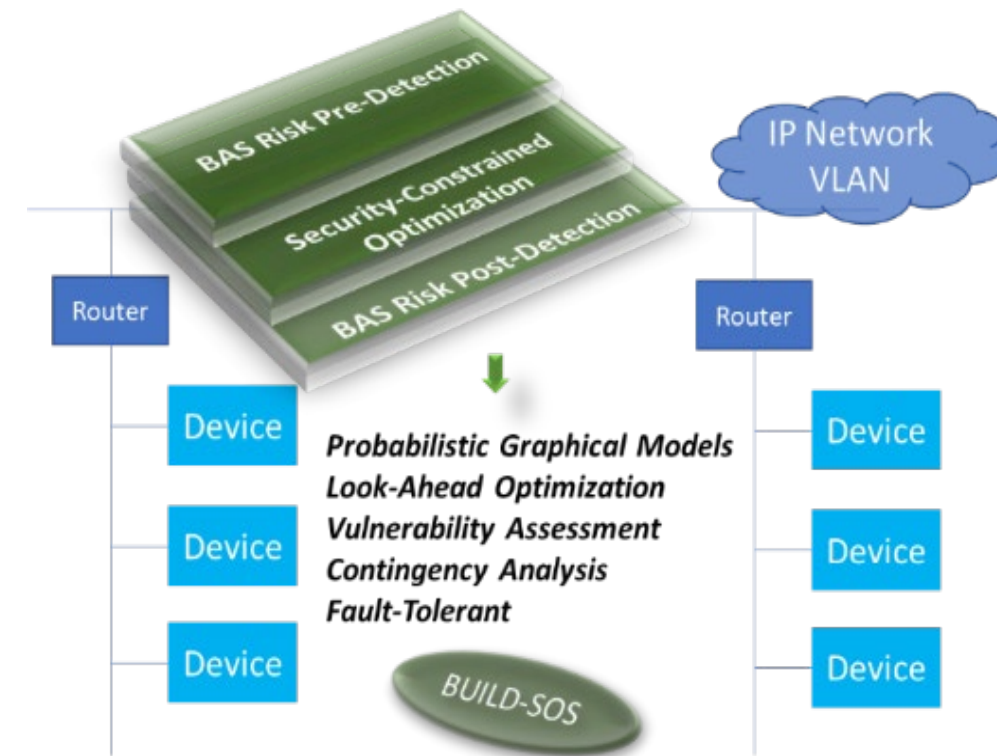 BAS Risk Pre-Detection
Security-Constrained
Optimization
BAS Risk Post-Detection
IP Network
VLAN
Router
Router
Device
Device
Device
Probabilistic Graphical Models
Look-Ahead Optimization
Vulnerability Assessment
Contingency Analysis
Fault-Tolerant
Device
Device
Device
BUILD-SOS